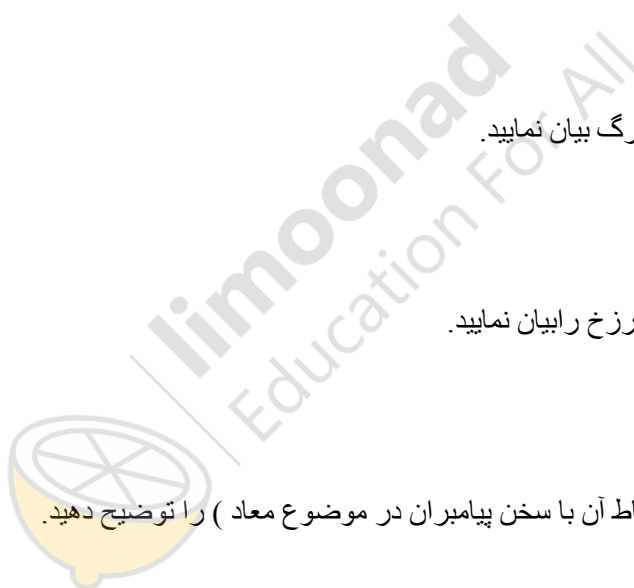 limoonad
Education For All
رگ بیان نمایید.
رزخ رابیان نمایید.
اط آن با سخن پیامبران در موضوع معاد ) را توضیح دهید.